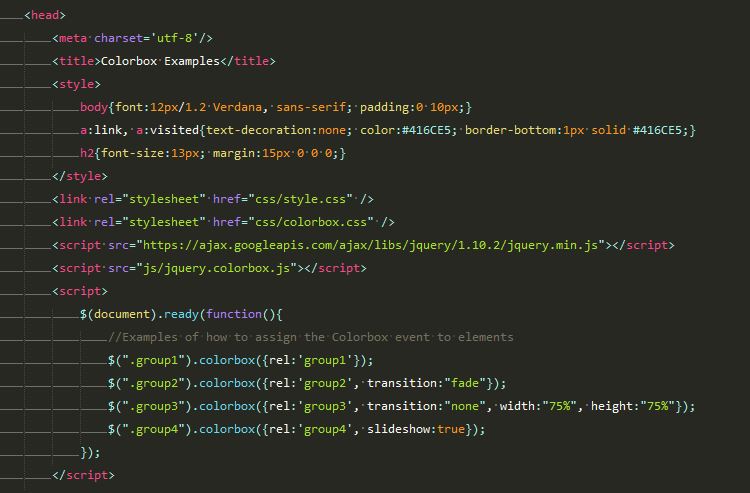 <head>
<meta charset='utf-8'/>
<title>Colorbox Examples</title>
<style>
body{font:12px/1.2 Verdana, sans-serif; padding:0 10px;}
a:link, a:visited{text-decoration:none; color:#416CE5; border-bottom:1px solid #416CE5;}
h2{font-size:13px; margin:15px 0 0 0;}
</style>
<link rel="stylesheet" href="css/style.css" />
<link rel="stylesheet" href="css/colorbox.css" />
<script src="https://ajax.googleapis.com/ajax/libs/jquery/1.10.2/jquery.min.js"></script>
<script src="js/jquery.colorbox.js"></script>
<script>
$(document).ready(function(){
//Examples of how to assign the Colorbox event to elements
$(".group1").colorbox({rel:'group1'});
$(".group2").colorbox({rel:'group2', transition:"fade"});
$(".group3").colorbox({rel:'group3', transition:"none", width:"75%", height:"75%"});
$(".group4").colorbox({rel:'group4', slideshow:true});
});
</script>